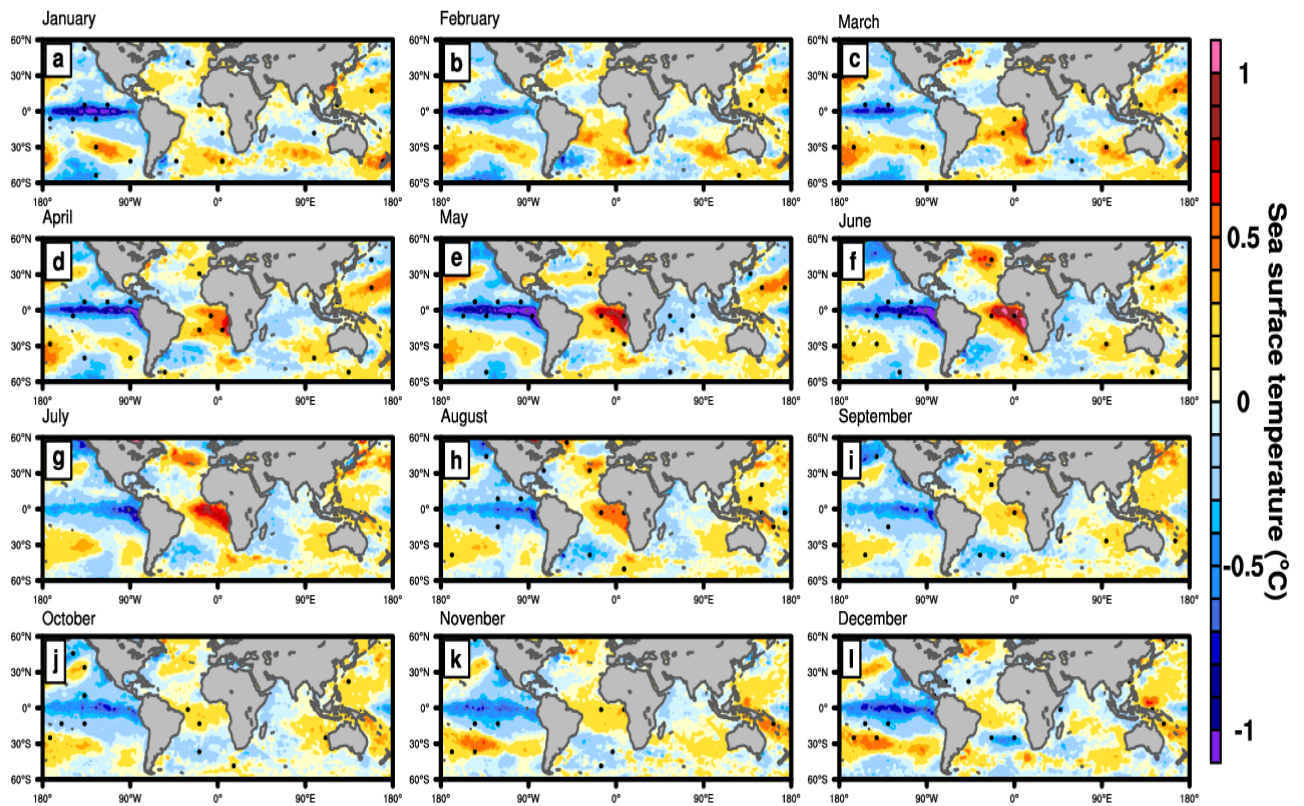 January
February
March
60°N
a
60°N
b
60°N
c
30°N
30°N
30°N
0°
0°
0°
30°S
30°S
30°S
60°S
60°S
60°S
180° 90°W 0° 90°E 180°
180° 90°W 0° 90°E 180°
180° 90°W 0° 90°E 180°
April
May
June
60°N
d
60°N
e
60°N
f
30°N
30°N
30°N
0°
0°
0°
30°S
30°S
30°S
60°S
60°S
60°S
180° 90°W 0° 90°E 180°
180° 90°W 0° 90°E 180°
180° 90°W 0° 90°E 180°
July
August
September
60°N
g
60°N
h
60°N
i
30°N
30°N
30°N
0°
0°
0°
30°S
30°S
30°S
60°S
60°S
60°S
180° 90°W 0° 90°E 180°
180° 90°W 0° 90°E 180°
180° 90°W 0° 90°E 180°
October
Novenber
December
60°N
j
60°N
k
60°N
l
30°N
30°N
30°N
0°
0°
0°
30°S
30°S
30°S
60°S
60°S
60°S
180° 90°W 0° 90°E 180°
180° 90°W 0° 90°E 180°
180° 90°W 0° 90°E 180°
1
0.5
0
-0.5
-1
Sea surface temperature (°C)